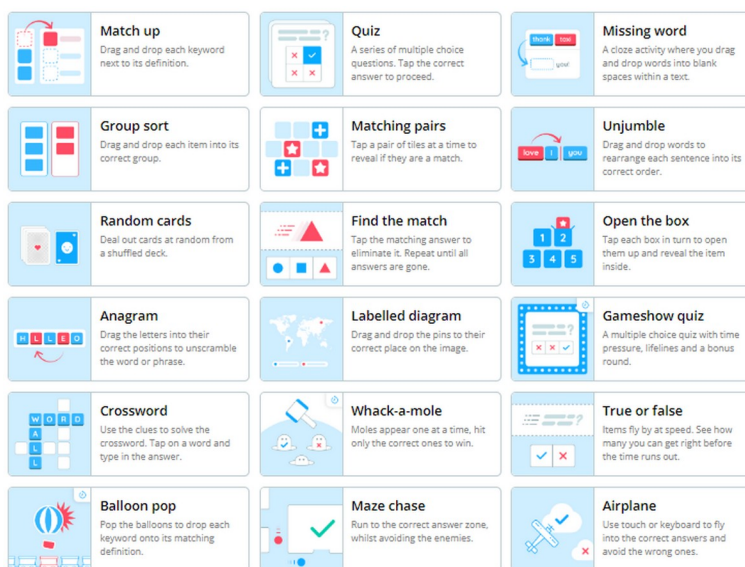 Match up
Drag and drop each keyword
next to its definition.
Quiz
A series of multiple choice
questions. Tap the correct
answer to proceed.
thank taxi
you!
Missing word
A cloze activity where you drag
and drop words into blank
spaces within a text.
Group sort
Drag and drop each item into its
correct group.
Matching pairs
Tap a pair of tiles at a time to
reveal if they are a match.
love I you
Unjumble
Drag and drop words to
rearrange each sentence into its
correct order.
Random cards
Deal out cards at random from
a shuffled deck.
Find the match
Tap the matching answer to
eliminate it. Repeat until all
answers are gone.
1 2
3 4 5
Open the box
Tap each box in turn to open
them up and reveal the item
inside.
H L L E O
Anagram
Drag the letters into their
correct positions to unscramble
the word or phrase.
Labelled diagram
Drag and drop the pins to their
correct place on the image.
Gameshow quiz
A multiple choice quiz with time
pressure, lifelines and a bonus
round.
W O R D
A
L
L
Crossword
Use the clues to solve the
crossword. Tap on a word and
type in the answer.
Whack-a-mole
Moles appear one at a time, hit
only the correct ones to win.
True or false
Items fly by at speed. See how
many you can get right before
the time runs out.
Balloon pop
Pop the balloons to drop each
keyword onto its matching
definition.
Maze chase
Run to the correct answer zone,
whilst avoiding the enemies.
Airplane
Use touch or keyboard to fly
into the correct answers and
avoid the wrong ones.